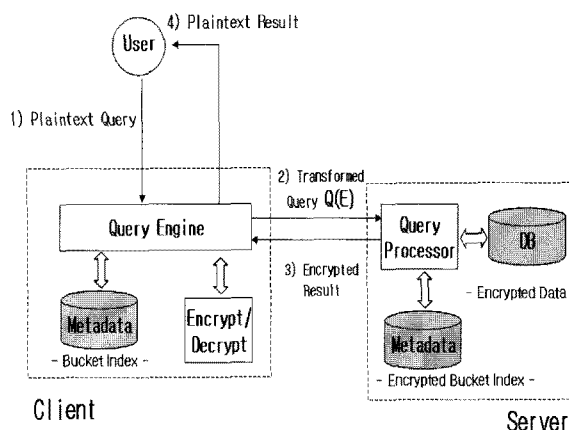 4) Plaintext Result
User
1) Plaintext Query
2) Transformed
Query Q(E)
Query Engine
Query
Processor
DB
3) Encrypted
Result
- Encrypted Data -
Metadata
- Bucket Index -
Encrypt/
Decrypt
Metadata
- Encrypted Bucket Index -
Client
Server